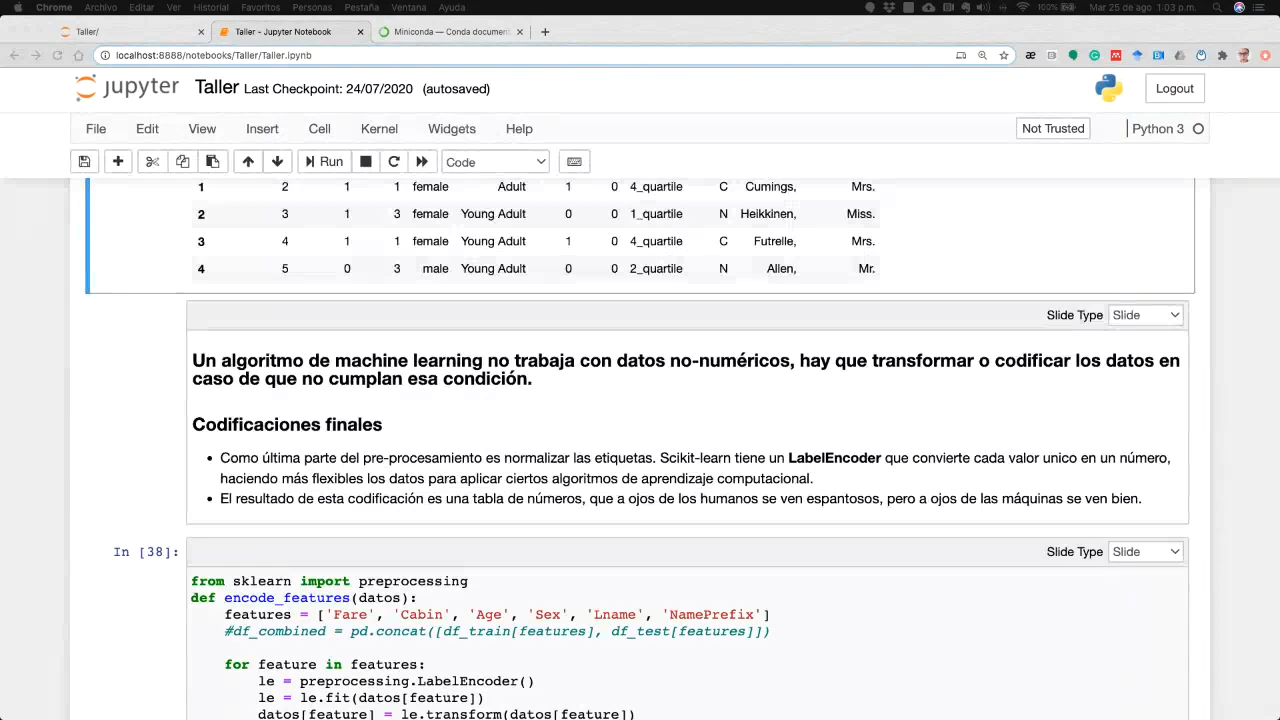 Chrome Archivo Editar Ver Historial Favoritos Personas Pestaña Ventana Ayuda 100% Mar 25 de ago 1:03 p.m.
Taller/ Taller - Jupyter Notebook Miniconda — Conda document
localhost:8888/notebooks/Taller/Taller.ipynb
jupyter Taller Last Checkpoint: 24/07/2020 (autosaved) Logout
File Edit View Insert Cell Kernel Widgets Help Not Trusted Python 3
Run Code
1 2 1 1 female Adult 1 0 4_quartile C Cumings, Mrs.
2 3 1 3 female Young Adult 0 0 1_quartile N Heikkinen, Miss.
3 4 1 1 female Young Adult 1 0 4_quartile C Futrelle, Mrs.
4 5 0 3 male Young Adult 0 0 2_quartile N Allen, Mr.
Slide Type Slide
Un algoritmo de machine learning no trabaja con datos no-numéricos, hay que transformar o codificar los datos en
caso de que no cumplan esa condición.
Codificaciones finales
• Como última parte del pre-procesamiento es normalizar las etiquetas. Scikit-learn tiene un LabelEncoder que convierte cada valor unico en un número,
haciendo más flexibles los datos para aplicar ciertos algoritmos de aprendizaje computacional.
• El resultado de esta codificación es una tabla de números, que a ojos de los humanos se ven espantosos, pero a ojos de las máquinas se ven bien.
In [38]: Slide Type Slide
from sklearn import preprocessing
def encode_features(datos):
features = ['Fare', 'Cabin', 'Age', 'Sex', 'Lname', 'NamePrefix']
#df_combined = pd.concat([df_train[features], df_test[features]])
for feature in features:
le = preprocessing.LabelEncoder()
le = le.fit(datos[feature])
datos[feature] = le.transform(datos[feature])